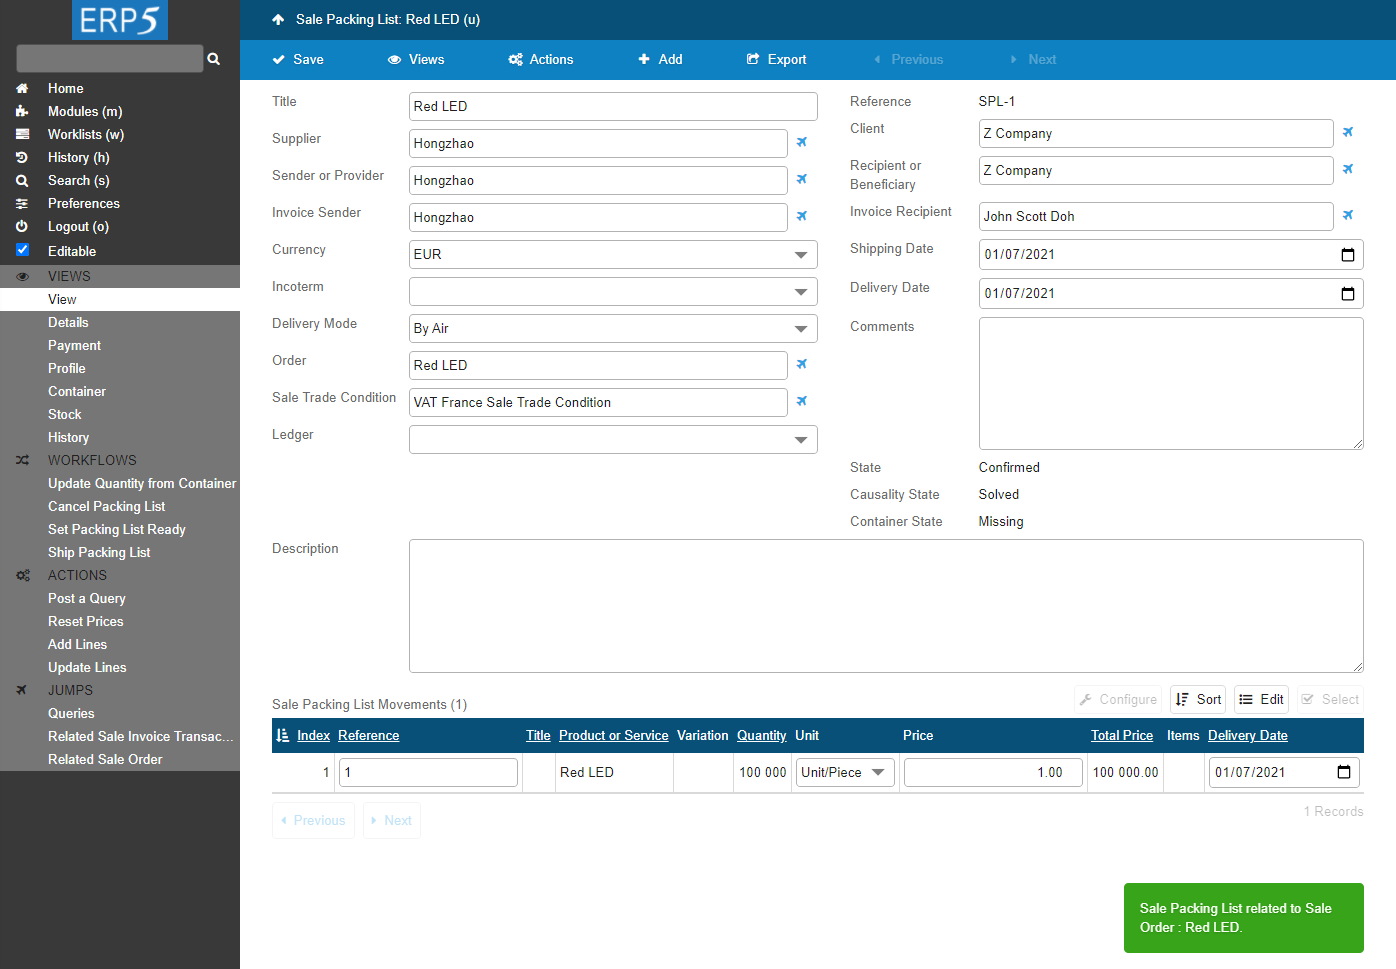 ERP5
Sale Packing List: Red LED (u)
Save
Views
Actions
Add
Export
Previous
Next
Home
Modules (m)
Worklists (w)
History (h)
Search (s)
Preferences
Logout (o)
Editable
VIEWS
View
Details
Payment
Profile
Container
Stock
History
WORKFLOWS
Update Quantity from Container
Cancel Packing List
Set Packing List Ready
Ship Packing List
ACTIONS
Post a Query
Reset Prices
Add Lines
Update Lines
JUMPS
Queries
Related Sale Invoice Transac...
Related Sale Order
Title Red LED
Supplier Hongzhao
Sender or Provider Hongzhao
Invoice Sender Hongzhao
Currency EUR
Incoterm
Delivery Mode By Air
Order Red LED
Sale Trade Condition VAT France Sale Trade Condition
Ledger
Reference SPL-1
Client Z Company
Recipient or
Beneficiary Z Company
Invoice Recipient John Scott Doh
Shipping Date 01/07/2021
Delivery Date 01/07/2021
Comments
State Confirmed
Causality State Solved
Container State Missing
Description
Sale Packing List Movements (1)
Configure Sort Edit Select
Index Reference Title Product or Service Variation Quantity Unit Price Total Price Items Delivery Date
1 1 Red LED 100 000 Unit/Piece 1.00 100 000.00 01/07/2021
Previous Next
1 Records
Sale Packing List related to Sale
Order : Red LED.